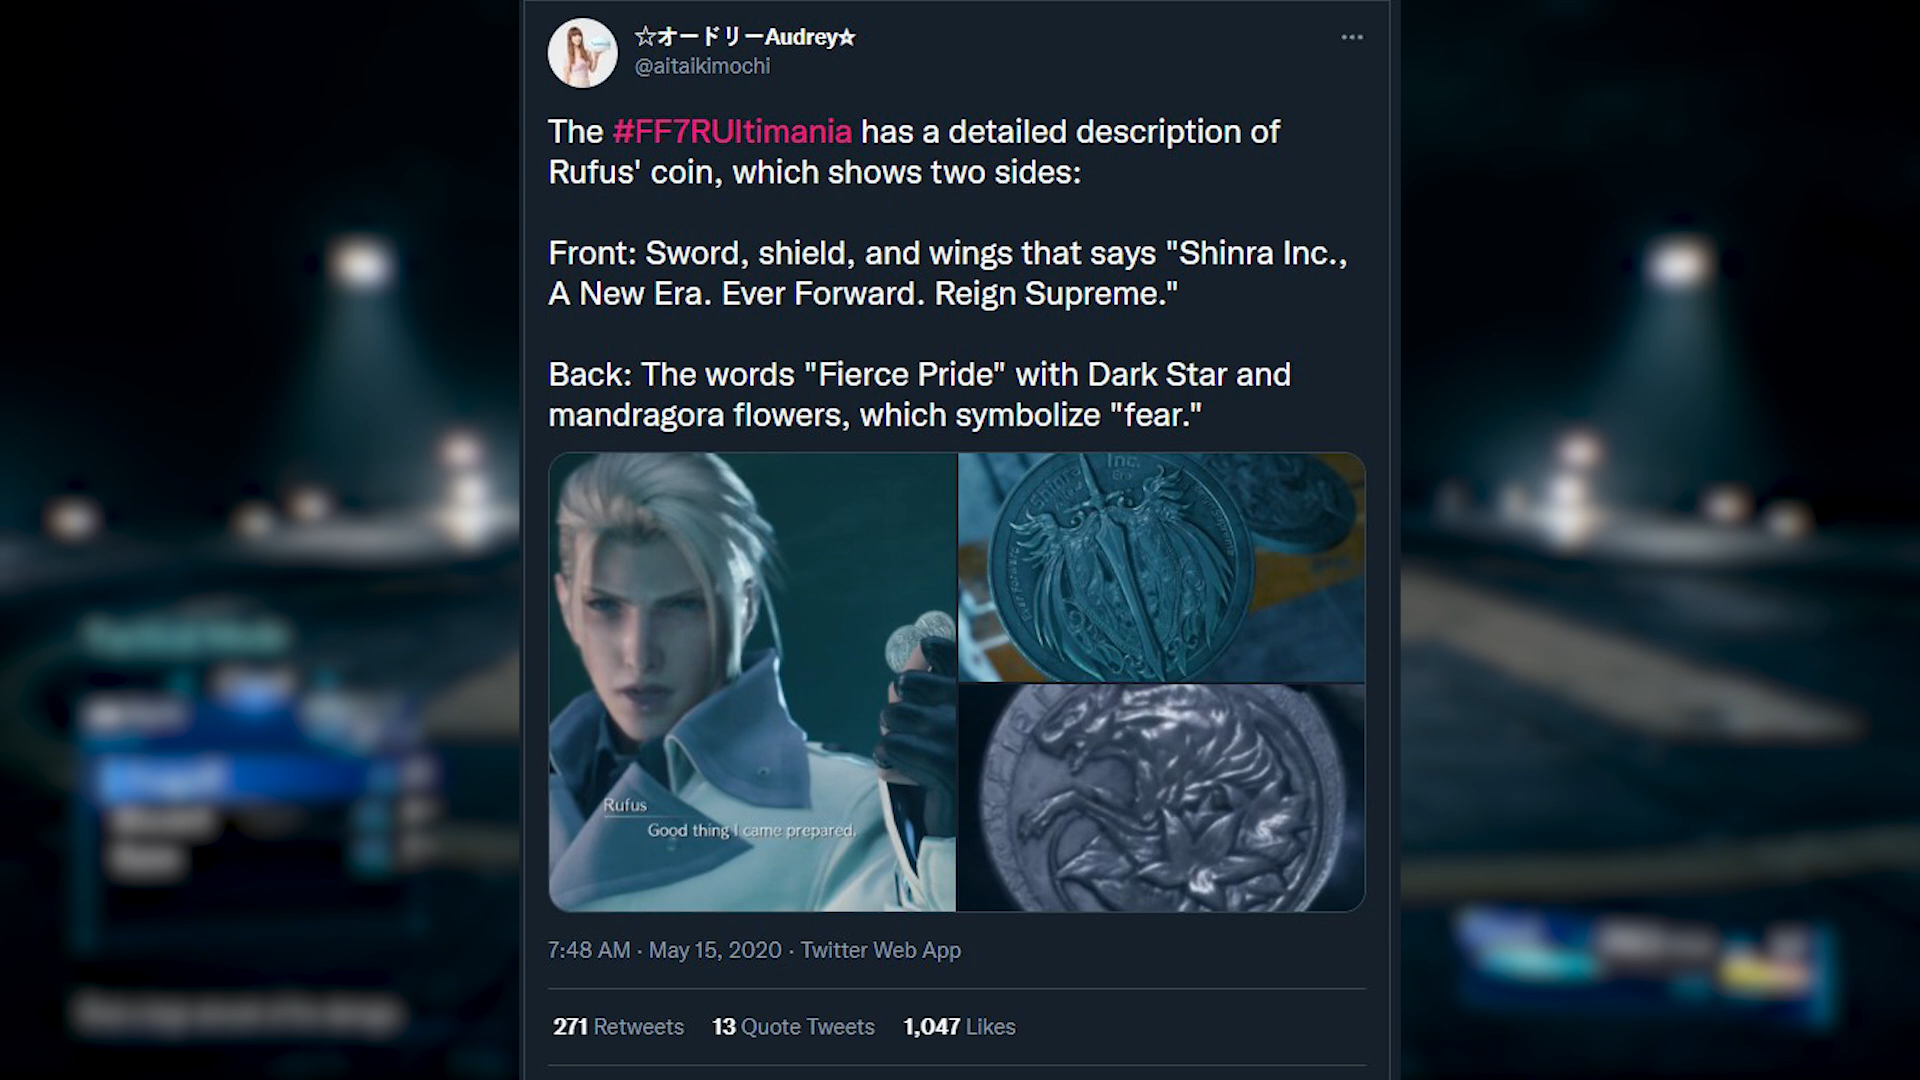 ☆オードリーAudrey☆
@aitaikimochi
The #FF7RUltimania has a detailed description of
Rufus' coin, which shows two sides:
Front: Sword, shield, and wings that says "Shinra Inc.,
A New Era. Ever Forward. Reign Supreme."
Back: The words "Fierce Pride" with Dark Star and
mandragora flowers, which symbolize "fear."
Inc.
Shinra
Era
Rufus
Good thing I came prepared.
7:48 AM · May 15, 2020 · Twitter Web App
271 Retweets 13 Quote Tweets 1,047 Likes